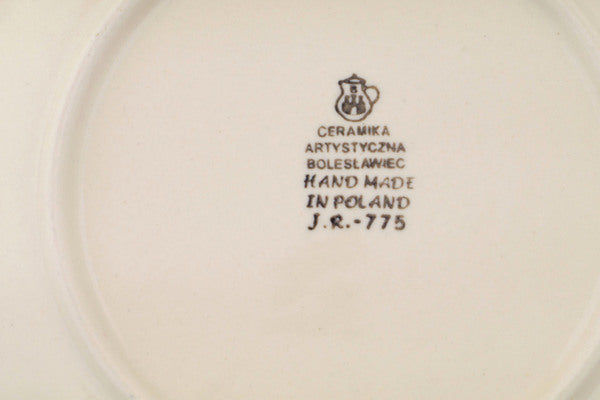 CERAMIKA
ARTYSTYCZNA
BOLESŁAWIEC
HAND MADE
IN POLAND
J.R.-775